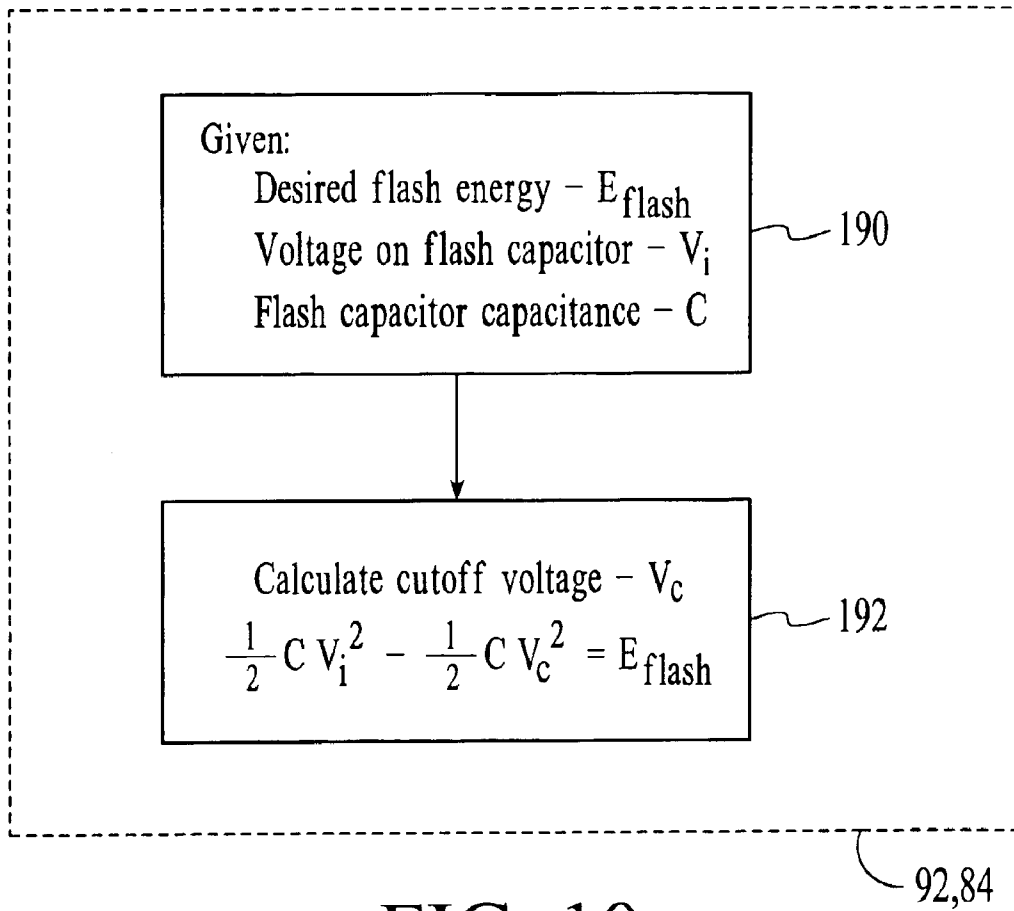 Given:
Desired flash energy – E_flash
Voltage on flash capacitor – V_i
Flash capacitor capacitance – C
190
Calculate cutoff voltage – V_c
1/2 C V_i^2 – 1/2 C V_c^2 = E_flash
192
92,84